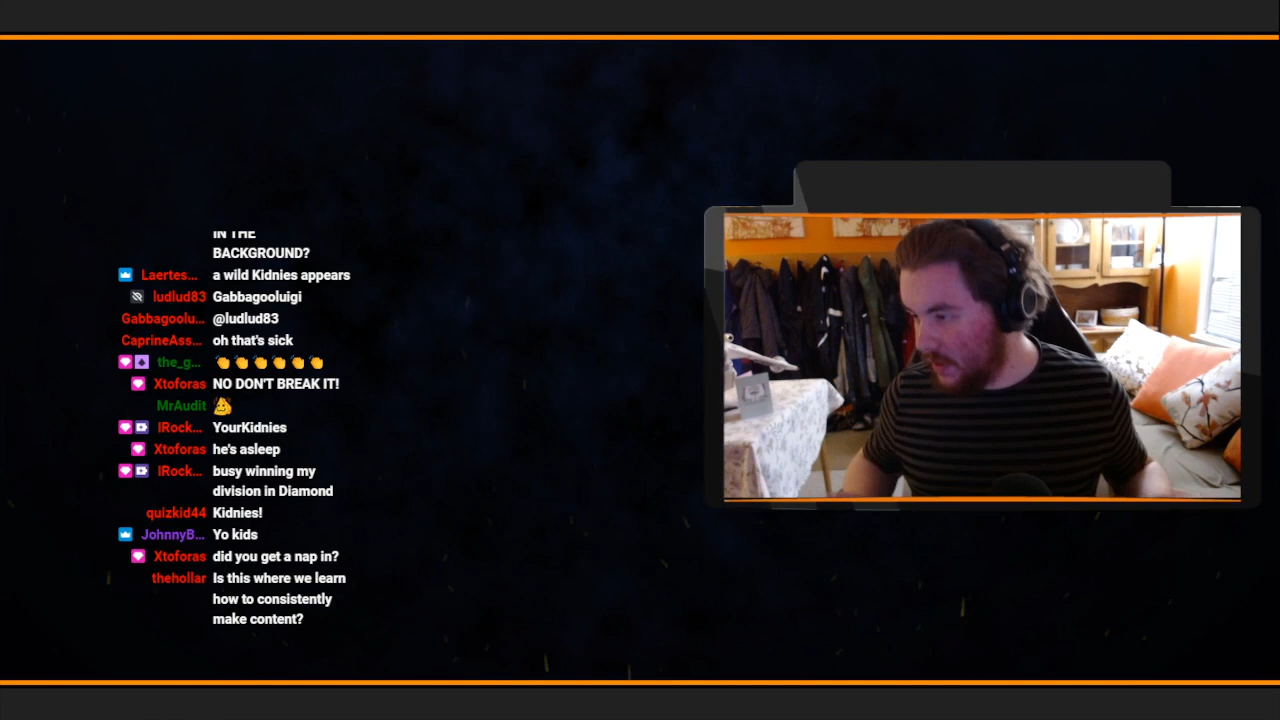 IN THE
BACKGROUND?
Laertes... a wild Kidnies appears
ludlud83 Gabbagooluigi
Gabbagoolu... @ludlud83
CaprineAss... oh that's sick
the_g... 👏 👏 👏 👏 👏 👏
Xtoforas NO DON'T BREAK IT!
MrAudit
IRock... YourKidnies
Xtoforas he's asleep
IRock... busy winning my
division in Diamond
quizkid44 Kidnies!
JohnnyB... Yo kids
Xtoforas did you get a nap in?
thehollar Is this where we learn
how to consistently
make content?